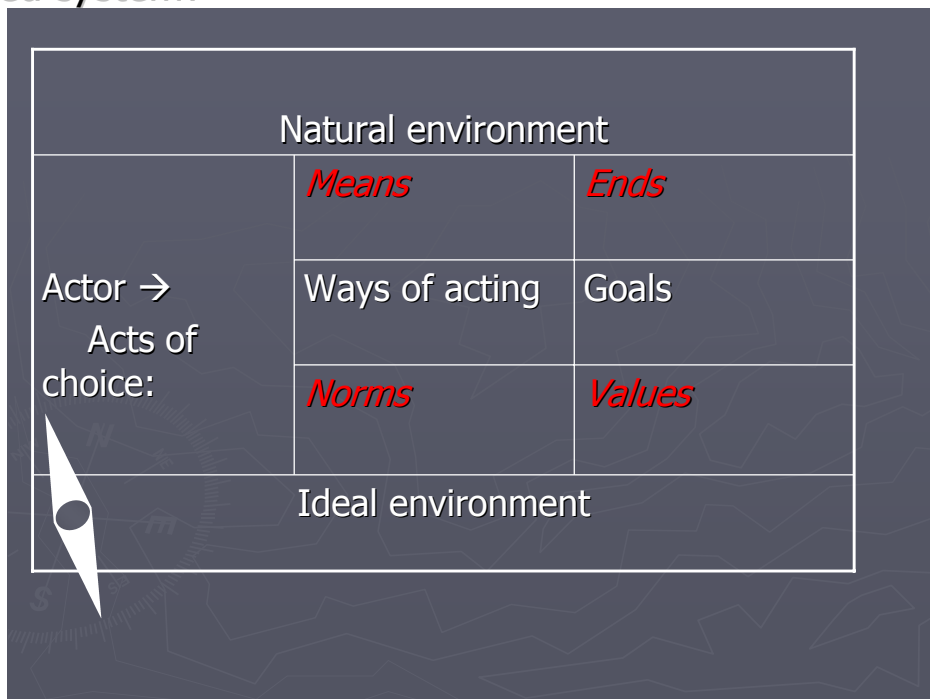 Natural environment
Means
Ends
Actor →
Acts of
choice:
Ways of acting
Goals
Norms
Values
Ideal environment
N
E
S